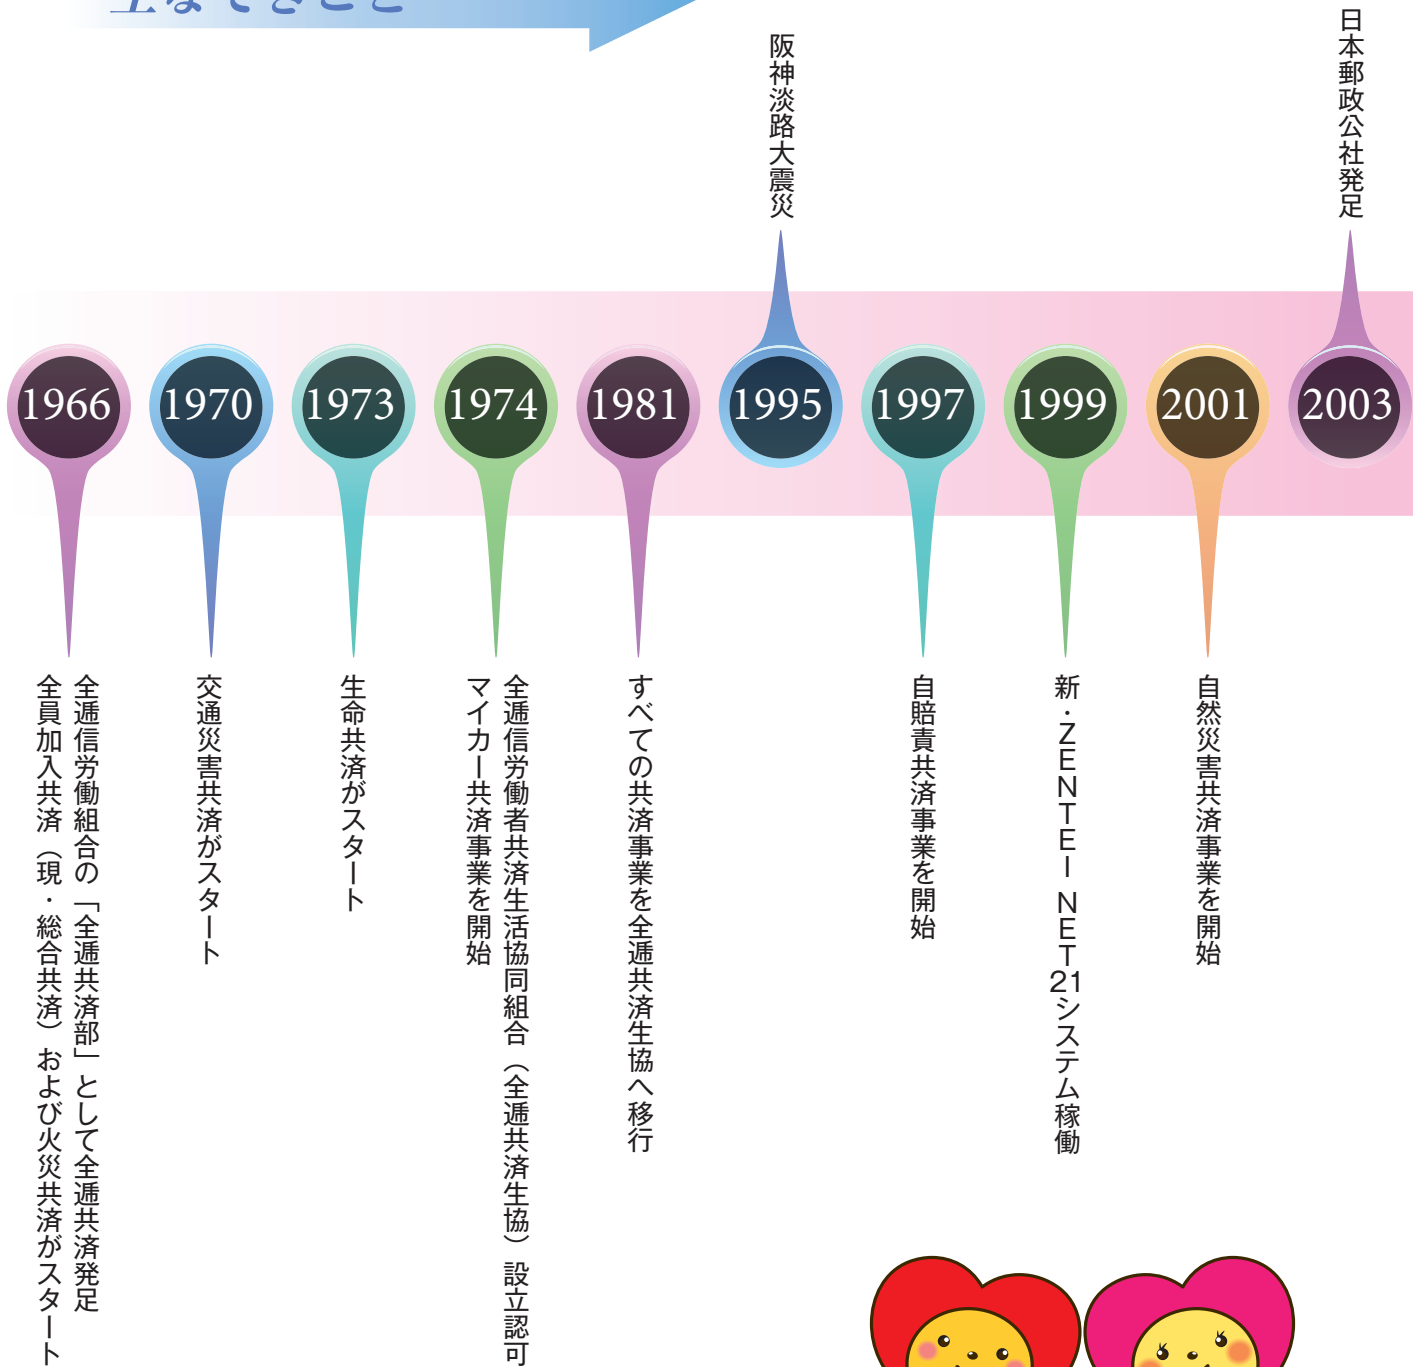 主なできごと
阪神淡路大震災
日本郵政公社発足
1966
1970
1973
1974
1981
1995
1997
1999
2001
2003
全逓信労働組合の「全逓共済部」として全逓共済発足
全員加入共済（現・総合共済）および火災共済がスタート
交通災害共済がスタート
生命共済がスタート
全逓信労働者共済生活協同組合（全逓共済生協）設立認可
マイカー共済事業を開始
すべての共済事業を全逓共済生協へ移行
自賠責共済事業を開始
新・ZENTEI NET21システム稼働
自然災害共済事業を開始